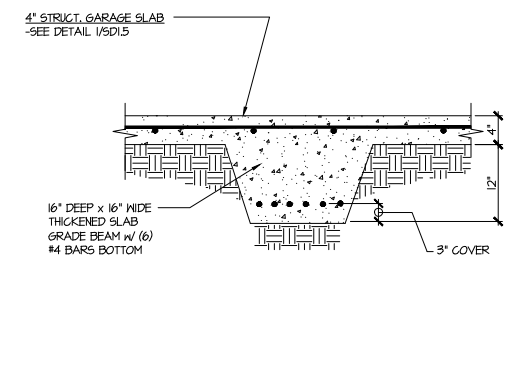 4" STRUCT. GARAGE SLAB
-SEE DETAIL 1/SD1.5
4"
12"
16" DEEP x 16" WIDE
THICKENED SLAB
GRADE BEAM w/ (6)
#4 BARS BOTTOM
3" COVER